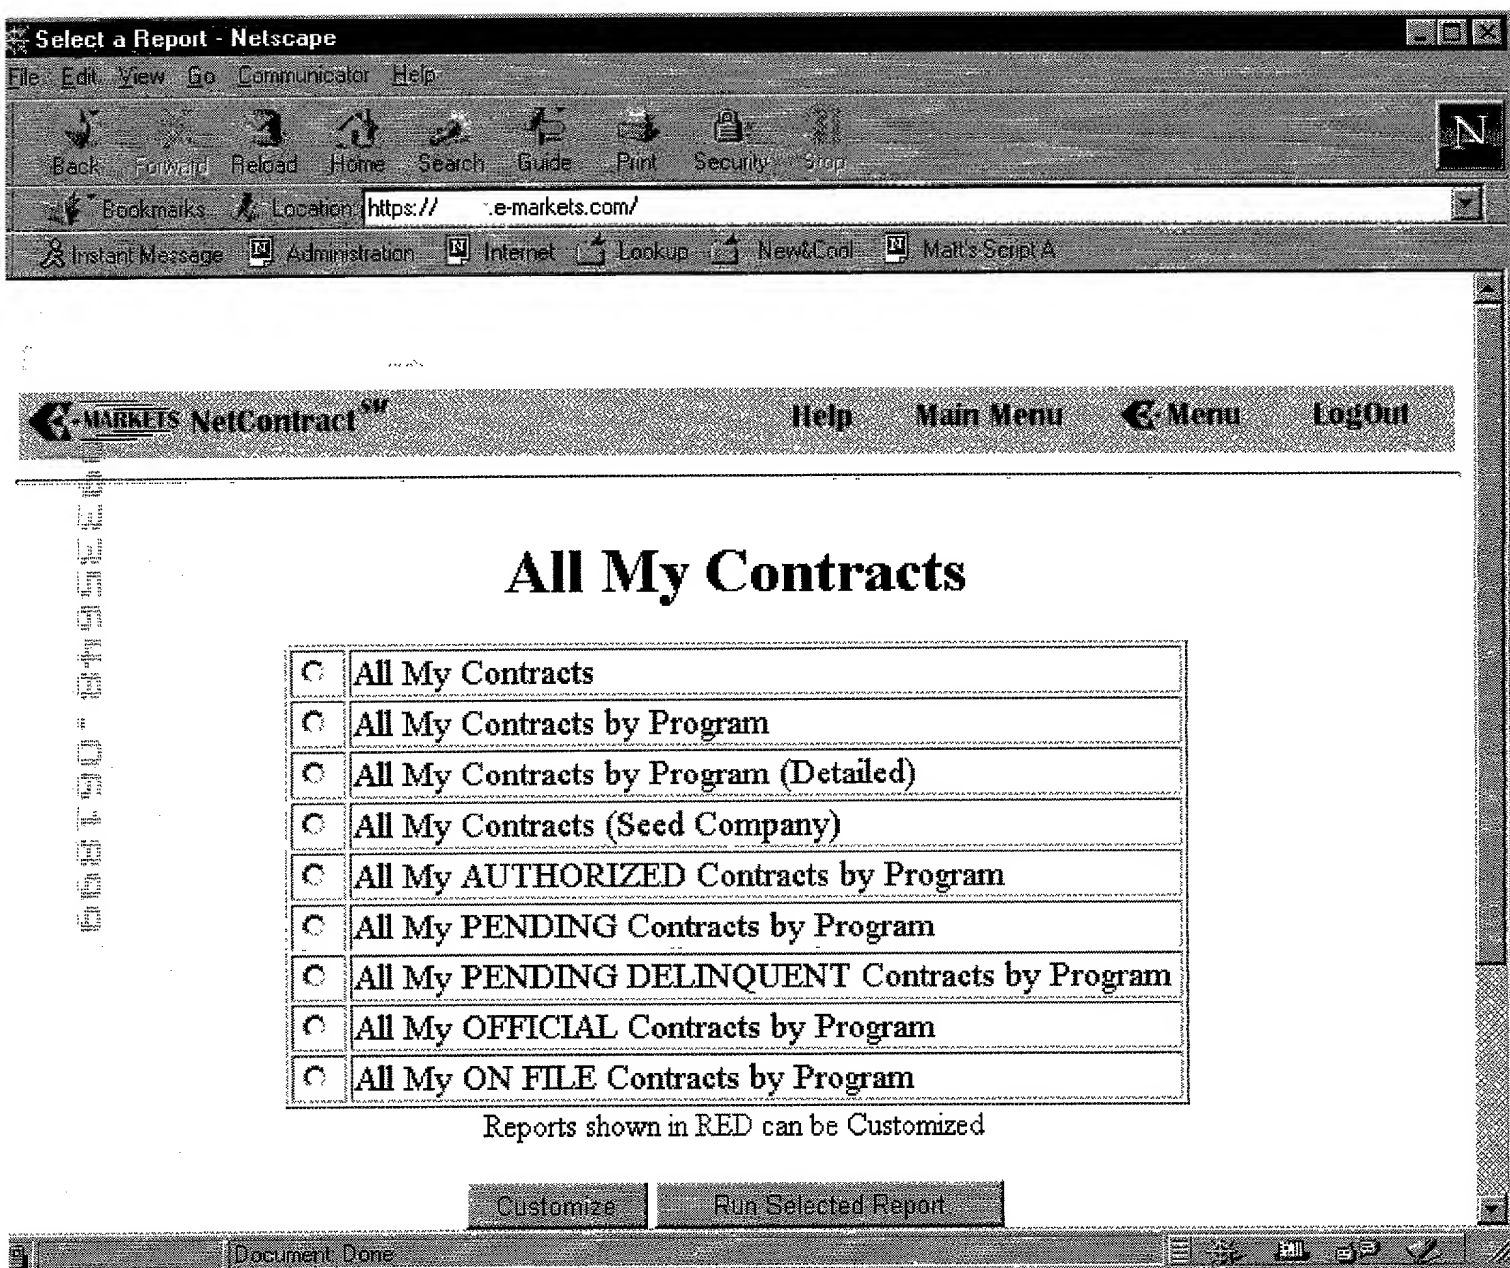 Select a Report - Netscape
File Edit View Go Communicator Help
Back Forward Reload Home Search Guide Print Security Stop
Bookmarks Location: https:// .e-markets.com/
Instant Message Administration Internet Lookup New&Cool Matt's Script A
N
e-MARKETS NetContract SM Help Main Menu e-Menu LogOut
All My Contracts
All My Contracts
All My Contracts by Program
All My Contracts by Program (Detailed)
All My Contracts (Seed Company)
All My AUTHORIZED Contracts by Program
All My PENDING Contracts by Program
All My PENDING DELINQUENT Contracts by Program
All My OFFICIAL Contracts by Program
All My ON FILE Contracts by Program
Reports shown in RED can be Customized
Customize Run Selected Report
Document: Done